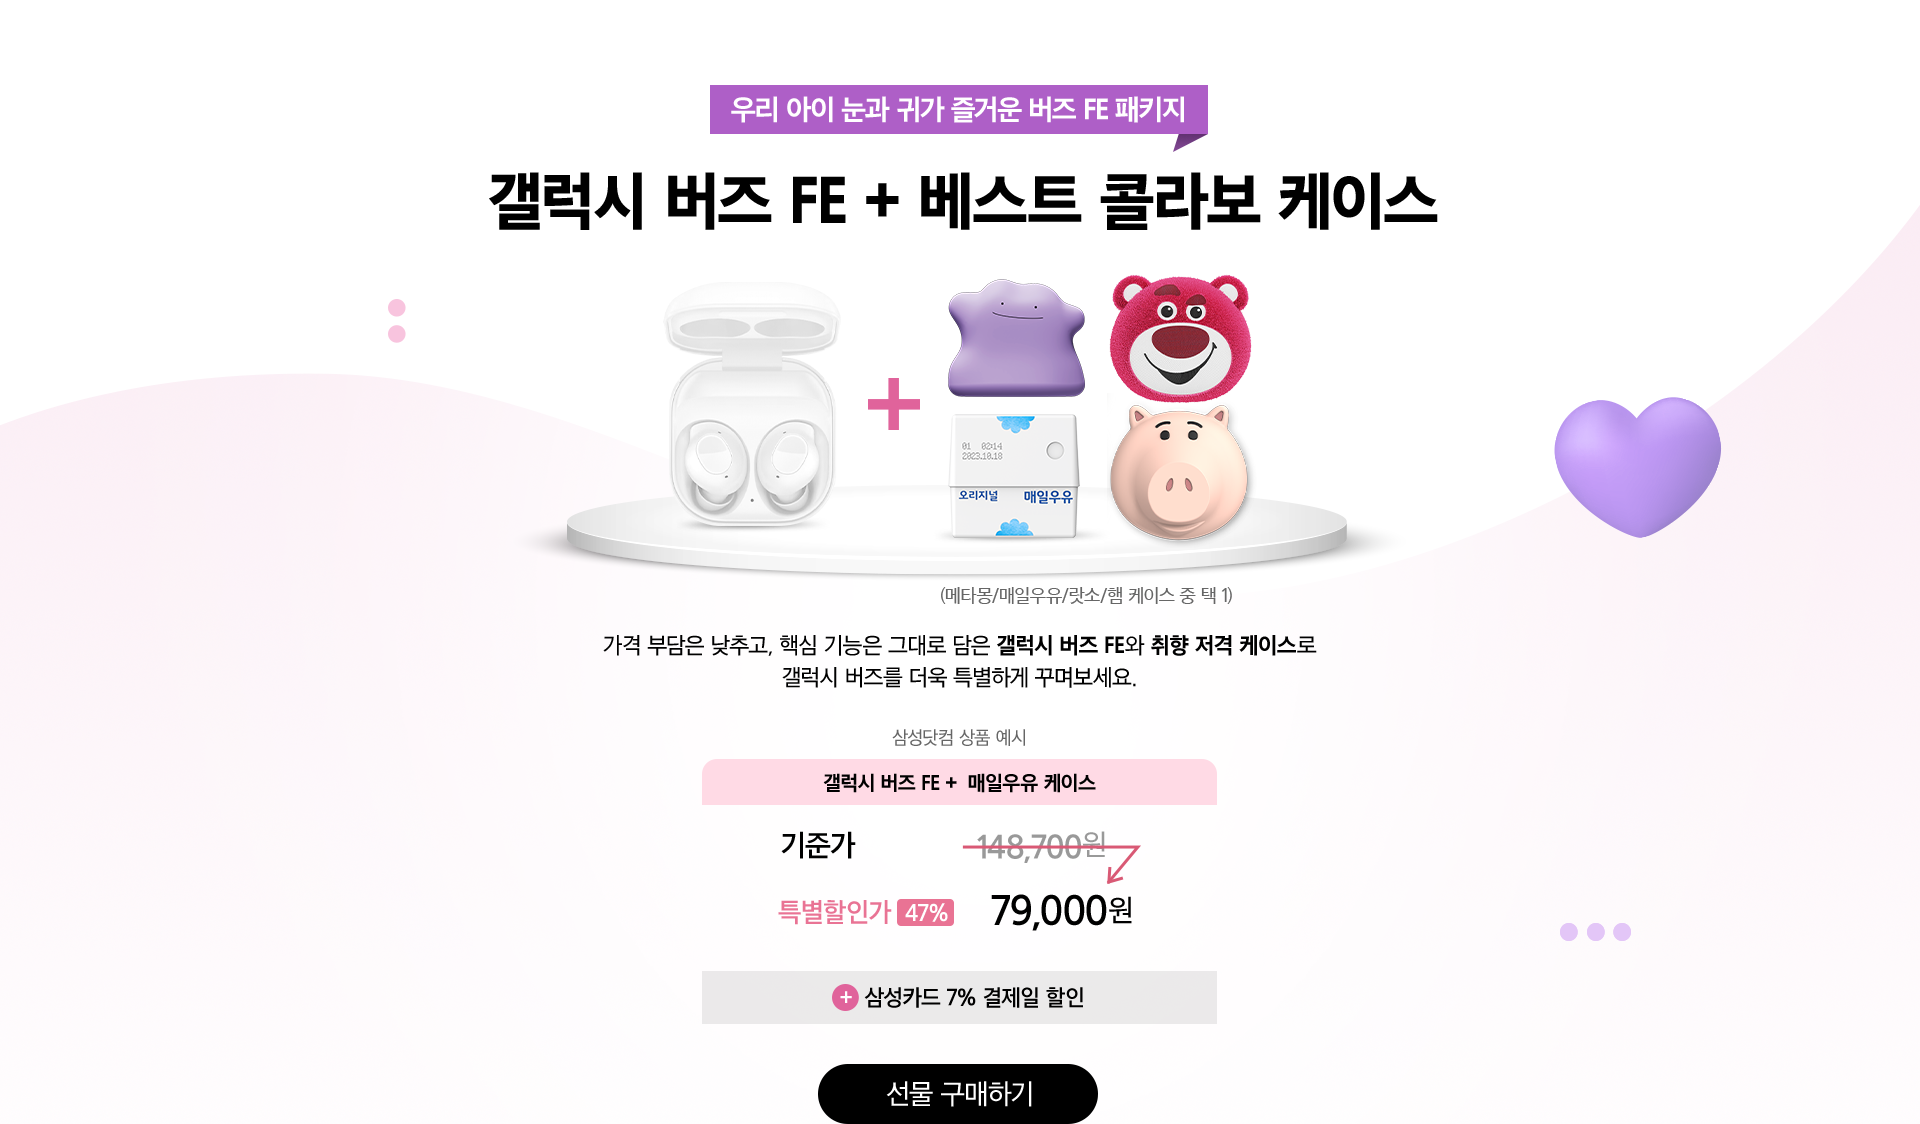 우리 아이 눈과 귀가 즐거운 버즈 FE 패키지
갤럭시 버즈 FE + 베스트 콜라보 케이스
01 02:14
2023.10.18
오리지널 매일우유
(메타몽/매일우유/랏소/햄 케이스 중 택 1)
가격 부담은 낮추고, 핵심 기능은 그대로 담은 갤럭시 버즈 FE와 취향 저격 케이스로
갤럭시 버즈를 더욱 특별하게 꾸며보세요.
삼성닷컴 상품 예시
갤럭시 버즈 FE + 매일우유 케이스
기준가 148,700원
특별할인가 47% 79,000원
+ 삼성카드 7% 결제일 할인
선물 구매하기